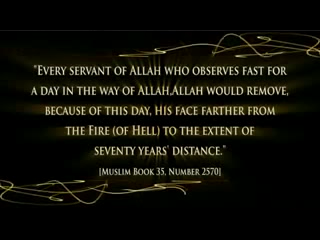 "Every servant of Allah who observes fast for
a day in the way of Allah,Allah would remove,
because of this day, his face farther from
the Fire (of Hell) to the extent of
seventy years' distance."
[Muslim Book 35, Number 2570]